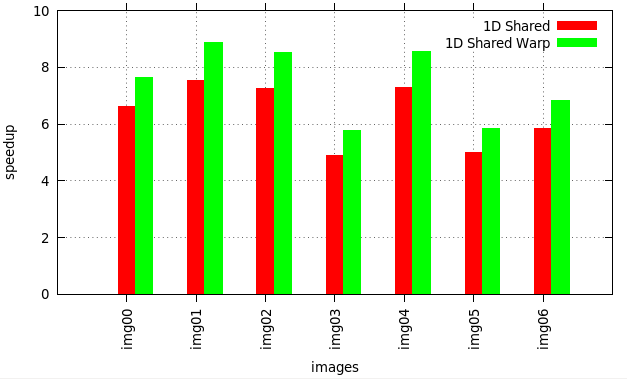 10
8
6
4
2
0
speedup
1D Shared
1D Shared Warp
img00
img01
img02
img03
img04
img05
img06
images